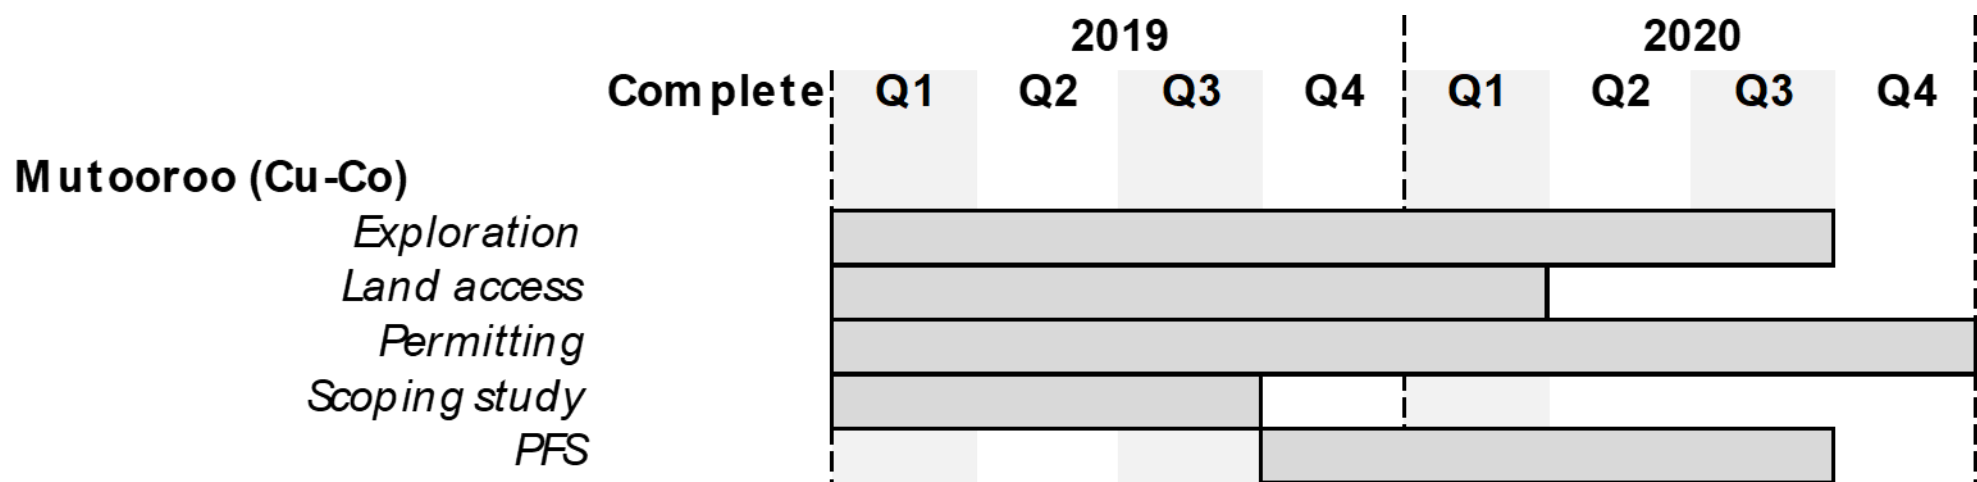 2019 2020
Complete Q1 Q2 Q3 Q4 Q1 Q2 Q3 Q4
Mutooroo (Cu-Co)
Exploration
Land access
Permitting
Scoping study
PFS